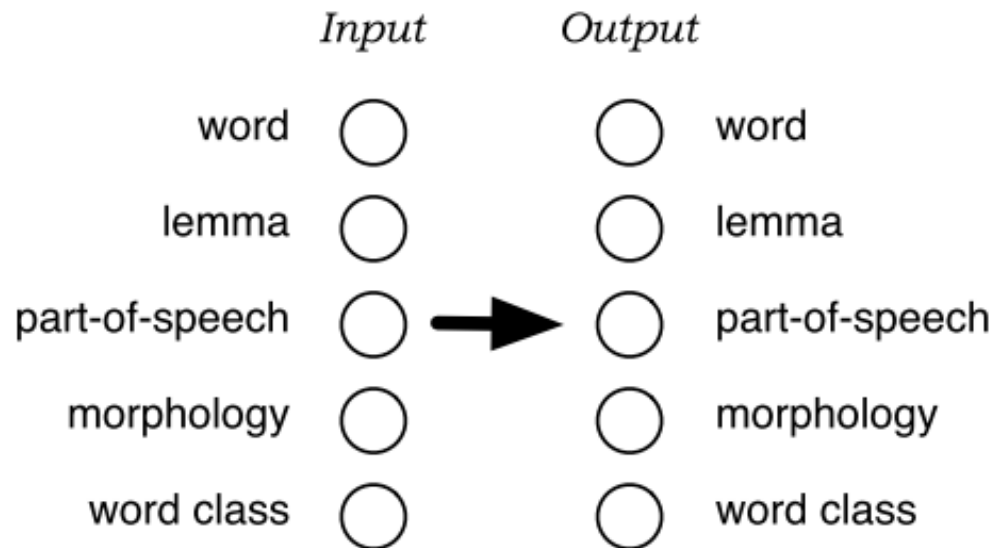 Input Output
word word
lemma lemma
part-of-speech part-of-speech
morphology morphology
word class word class